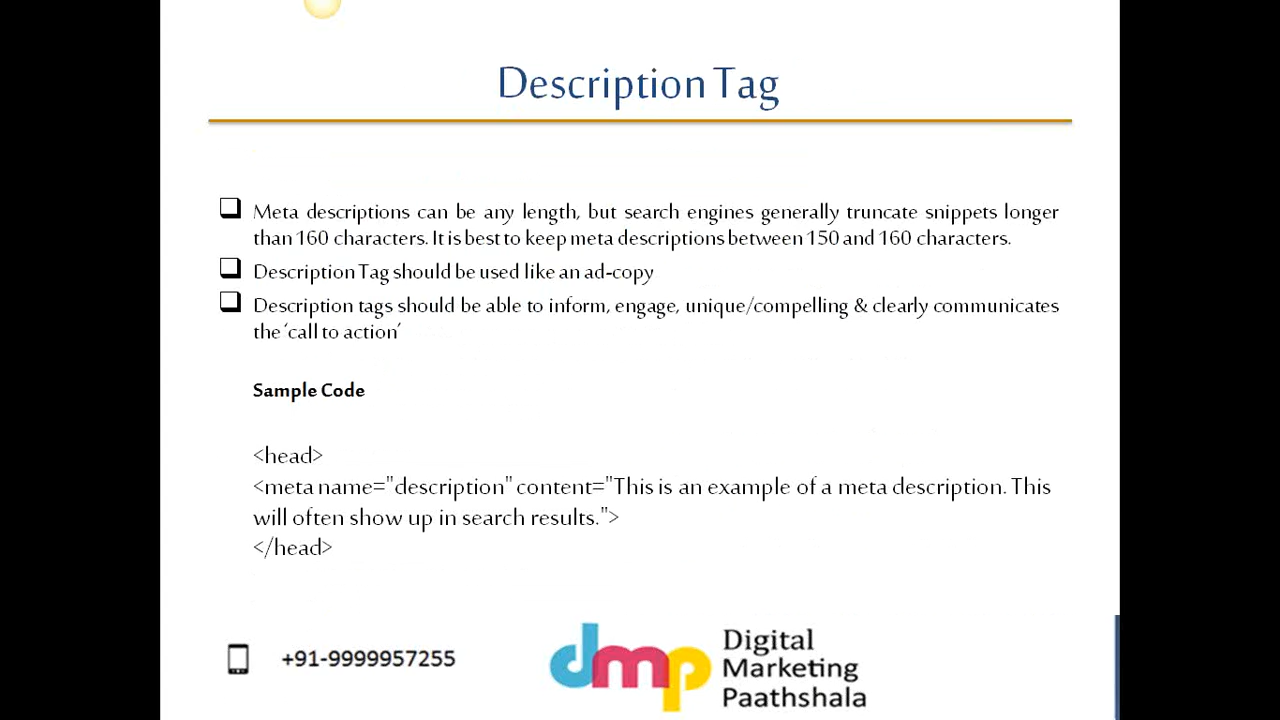 Description Tag
Meta descriptions can be any length, but search engines generally truncate snippets longer
than 160 characters. It is best to keep meta descriptions between 150 and 160 characters.
Description Tag should be used like an ad-copy
Description tags should be able to inform, engage, unique/compelling & clearly communicates
the 'call to action'
Sample Code
<head>
<meta name="description" content="This is an example of a meta description. This
will often show up in search results.">
</head>
+91-9999957255
dmp
Digital
Marketing
Paathshala